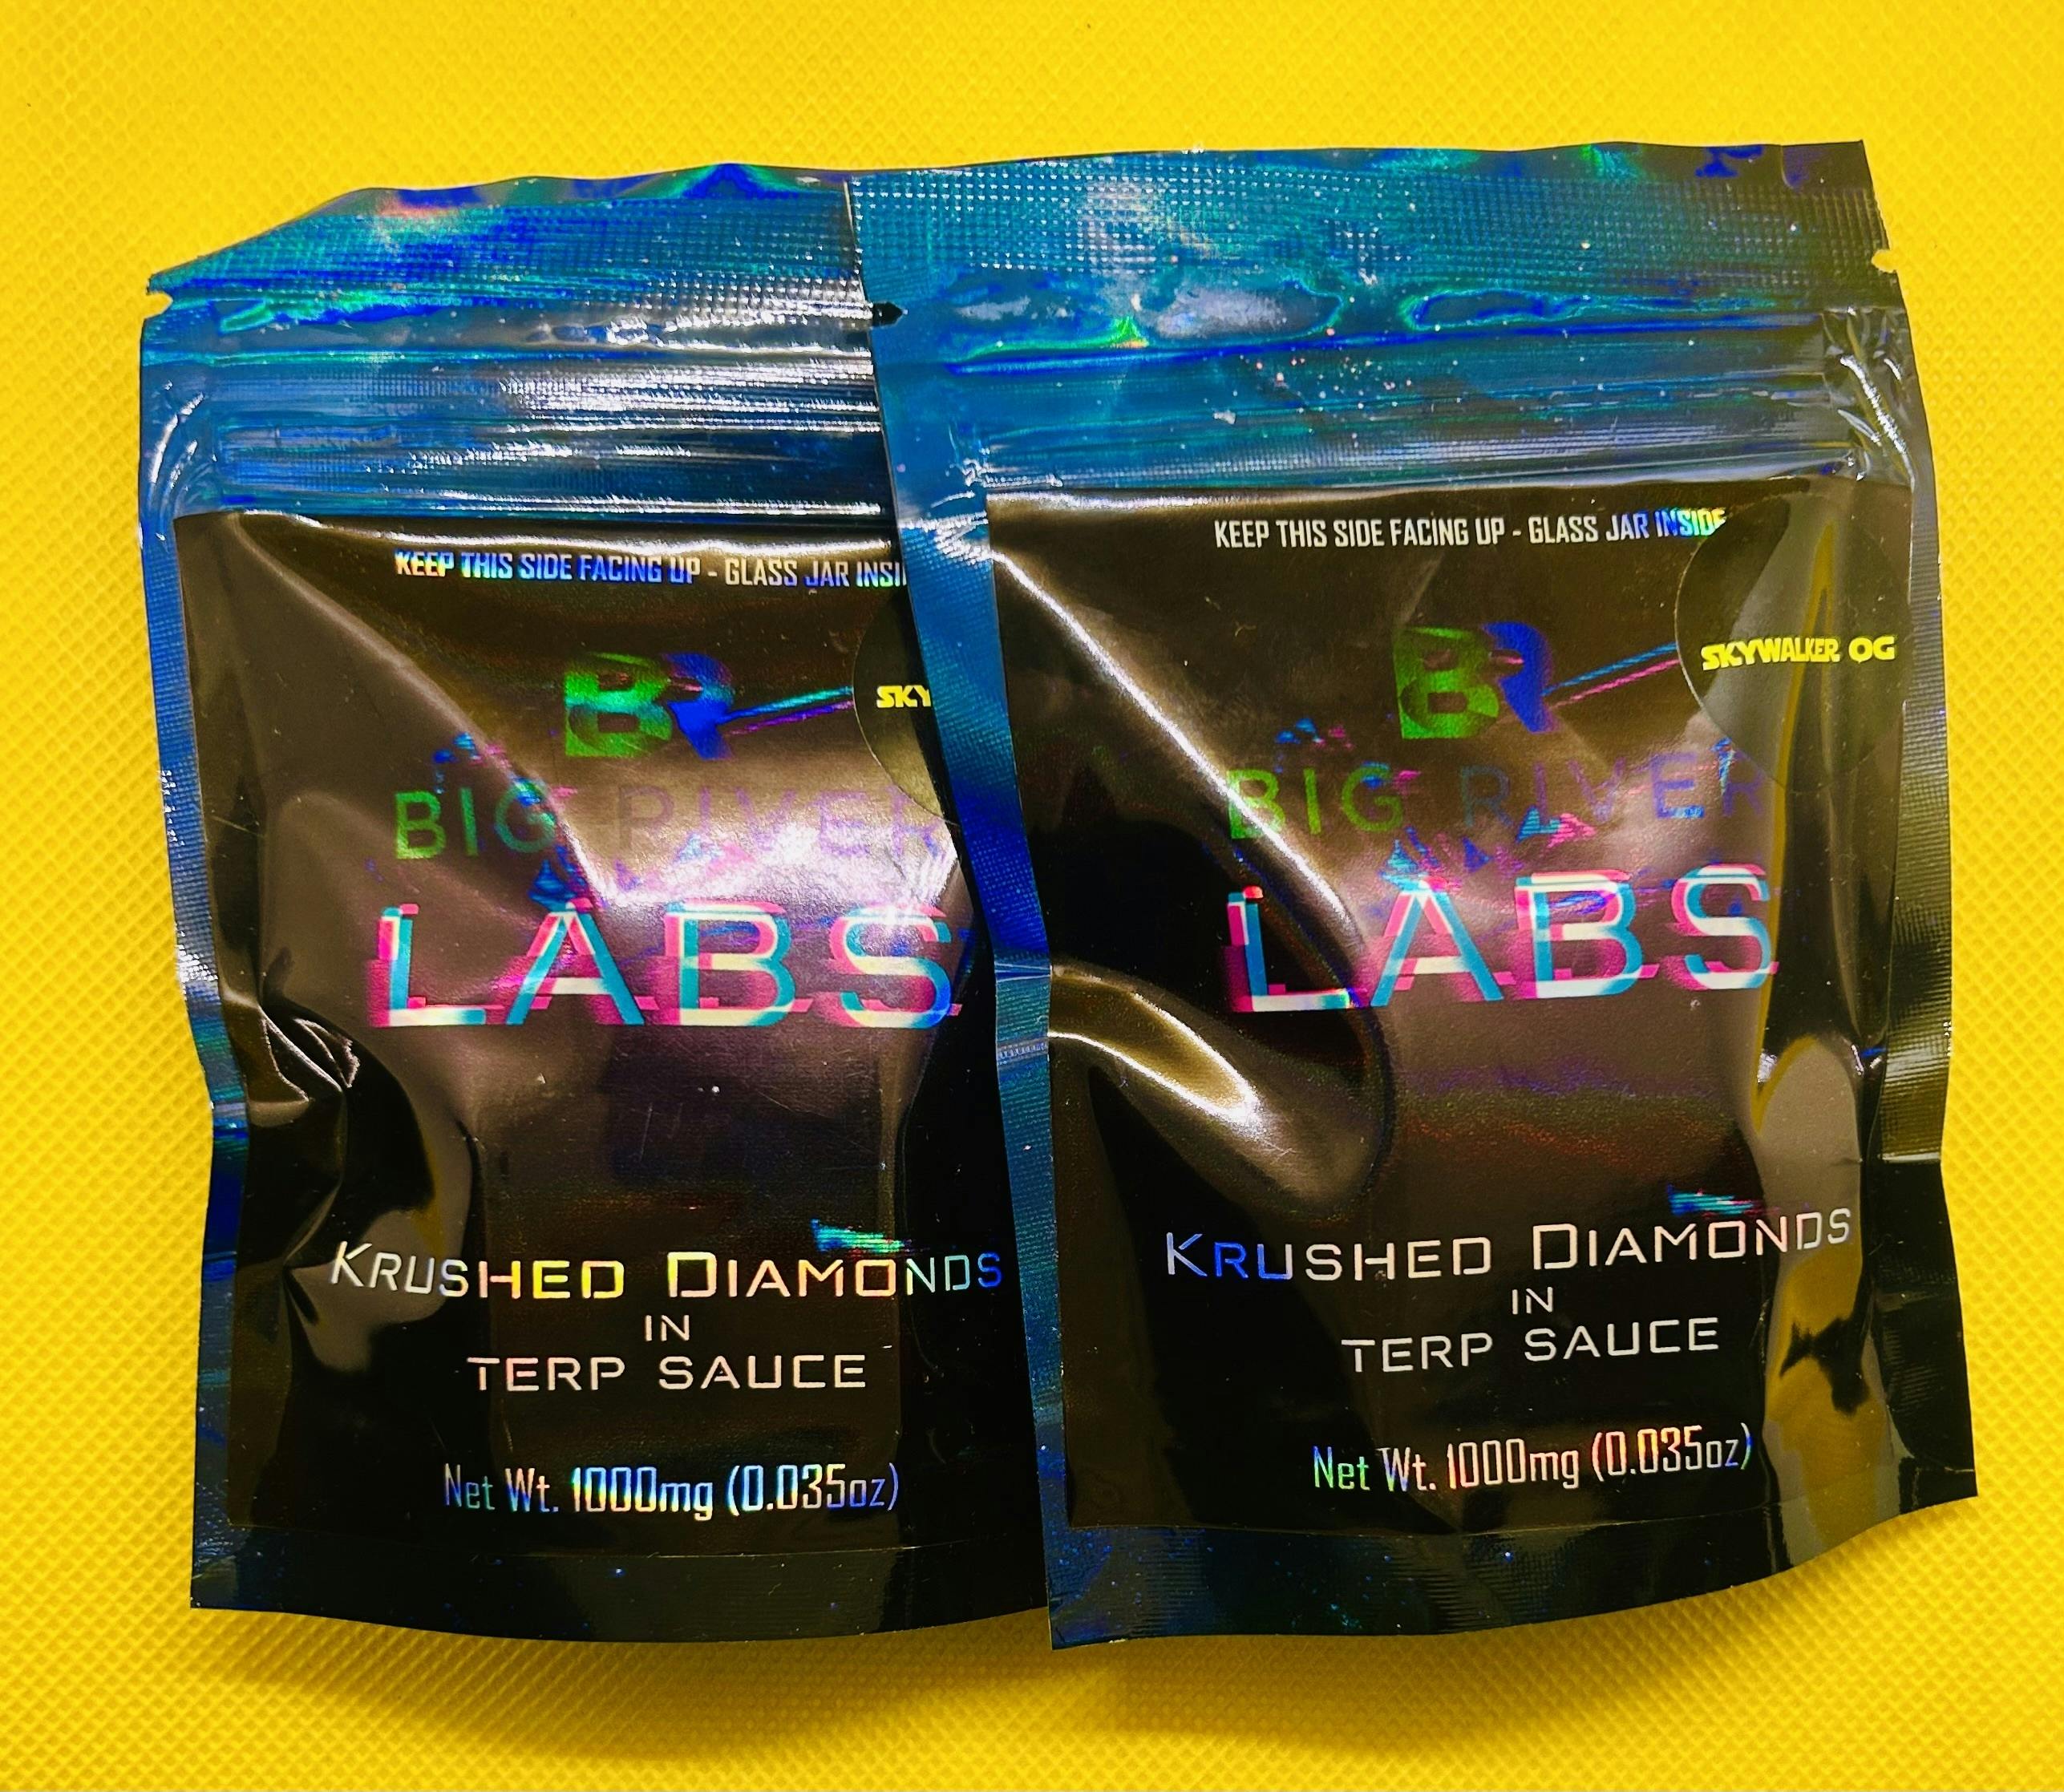 KEEP THIS SIDE FACING UP - GLASS JAR INSI
SKY
BR
BIG RIVER
LABS
KRUSHED DIAMONDS
IN
TERP SAUCE
Net Wt. 1000mg (0.035oz)
KEEP THIS SIDE FACING UP - GLASS JAR INSIDE
SKYWALKER OG
BR
BIG RIVER
LABS
KRUSHED DIAMONDS
IN
TERP SAUCE
Net Wt. 1000mg (0.035oz)